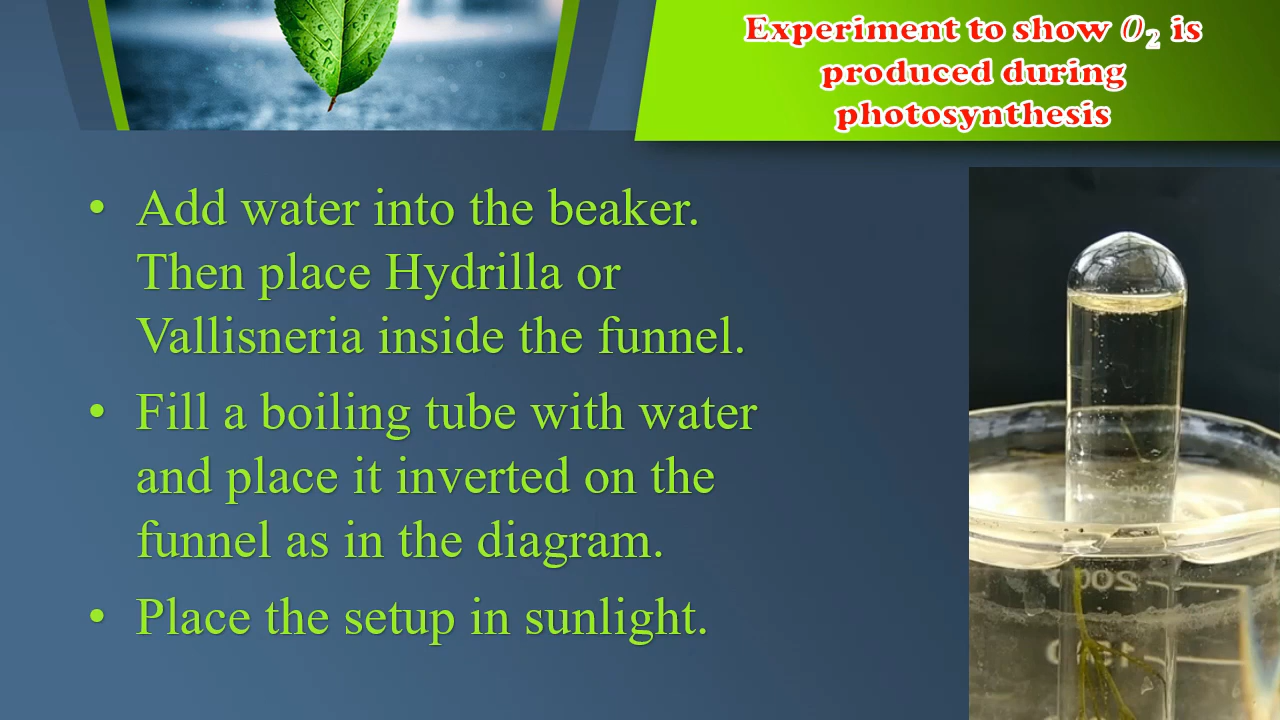 Experiment to show O₂ is
produced during
photosynthesis
• Add water into the beaker.
Then place Hydrilla or
Vallisneria inside the funnel.
• Fill a boiling tube with water
and place it inverted on the
funnel as in the diagram.
• Place the setup in sunlight.